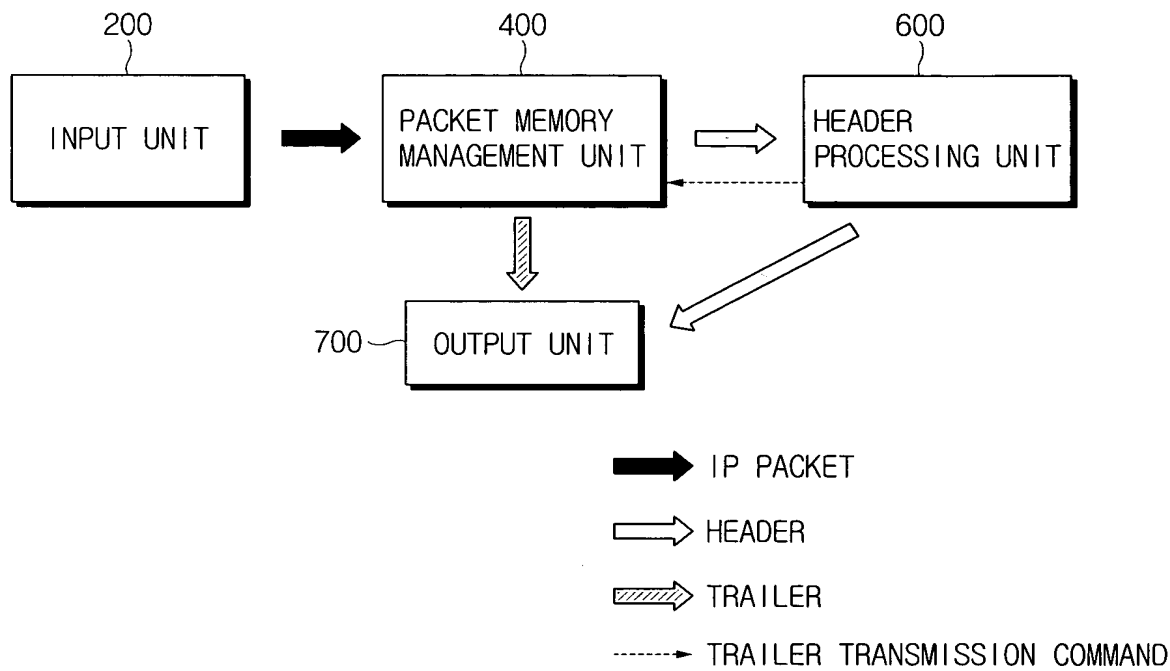 200
400
600
INPUT UNIT
PACKET MEMORY
MANAGEMENT UNIT
HEADER
PROCESSING UNIT
700
OUTPUT UNIT
IP PACKET
HEADER
TRAILER
TRAILER TRANSMISSION COMMAND